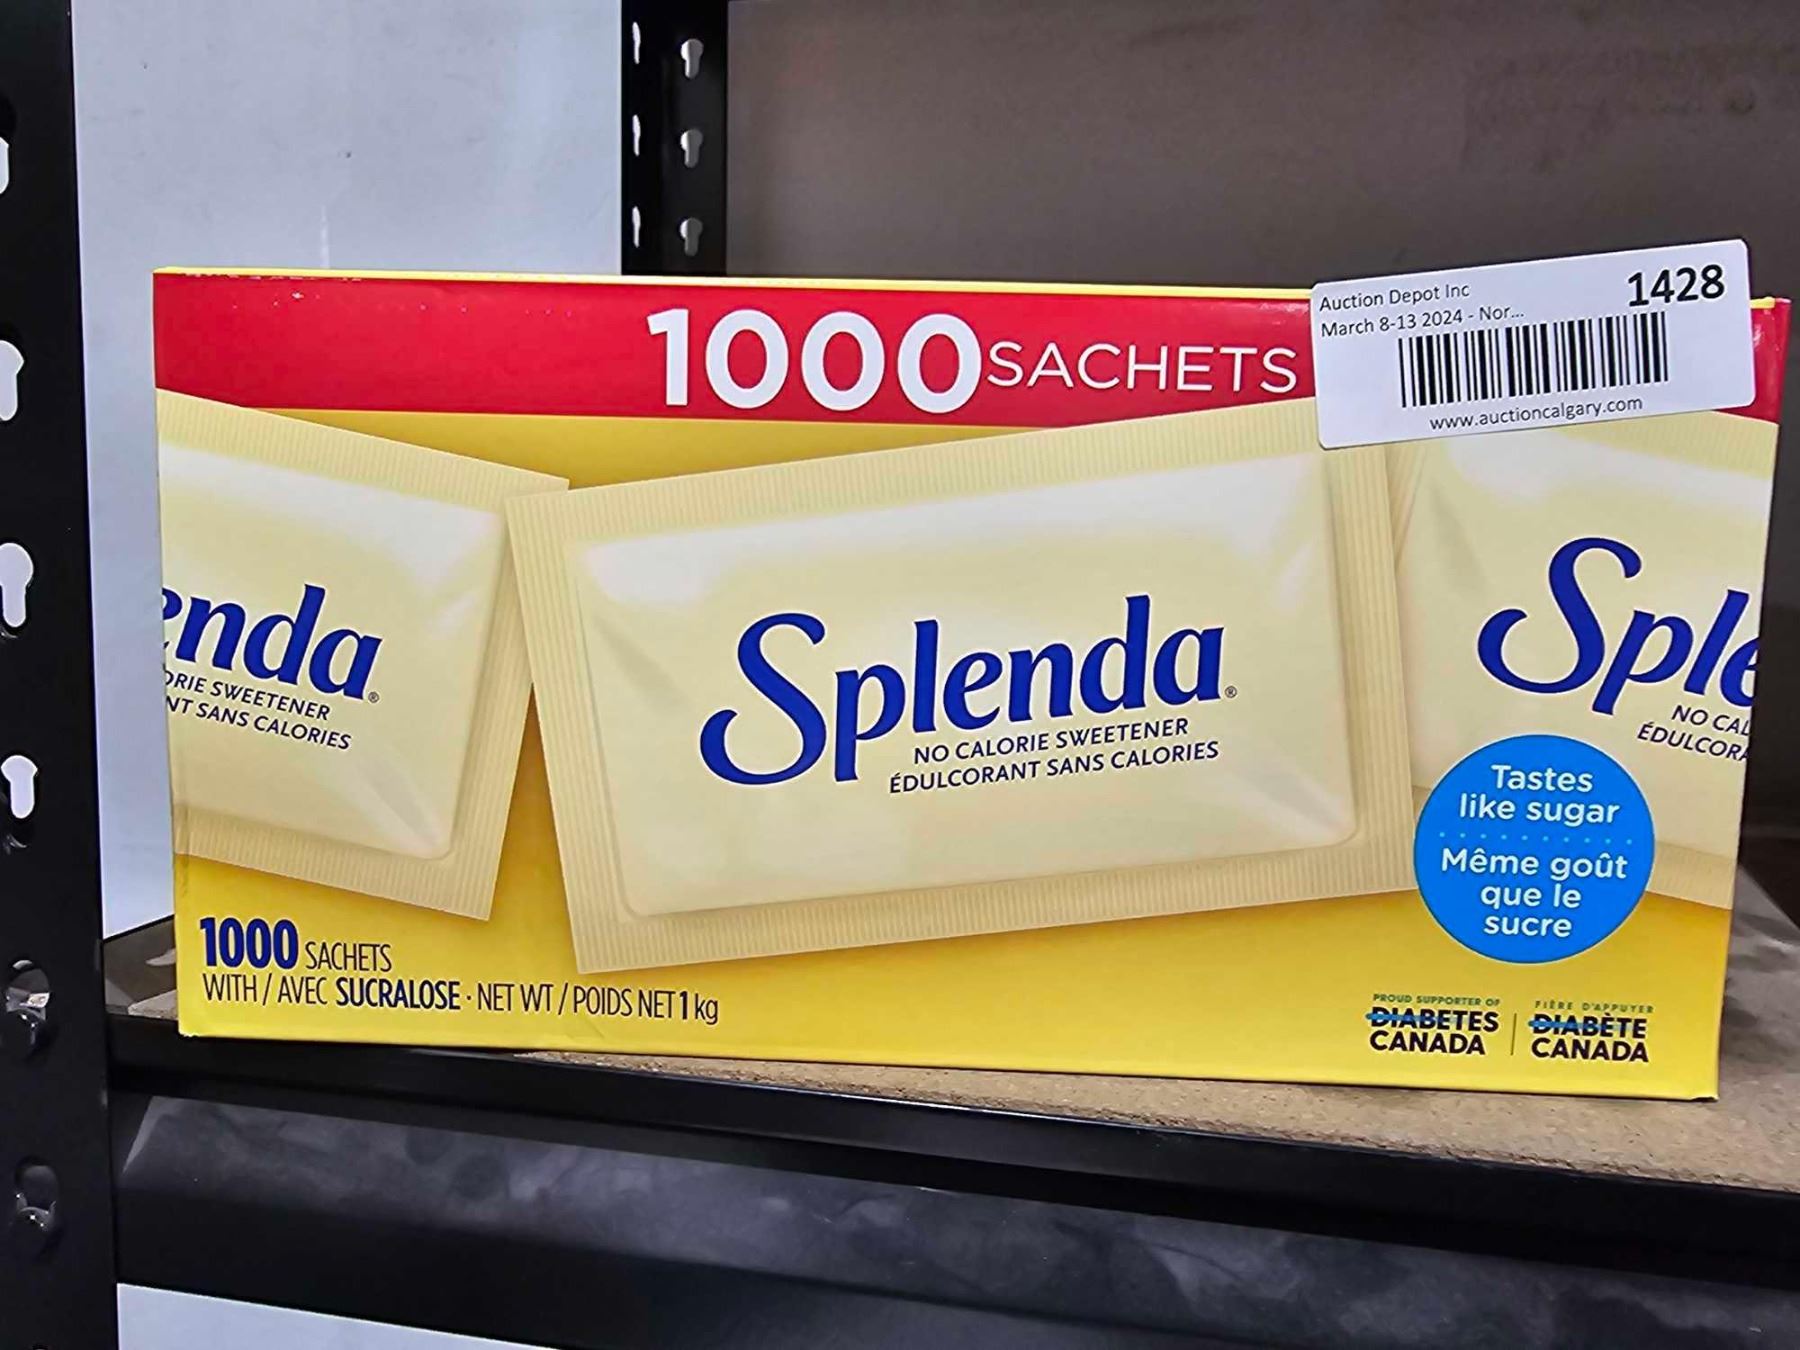 1000 SACHETS
Auction Depot Inc
1428
March 8-13 2024 - Nor...
www.auctioncalgary.com
enda®
ORIE SWEETENER
NT SANS CALORIES
Splenda®
NO CALORIE SWEETENER
ÉDULCORANT SANS CALORIES
Sple
NO CAL
ÉDULCORA
Tastes
like sugar
Même goût
que le
sucre
1000 SACHETS
WITH / AVEC SUCRALOSE · NET WT / POIDS NET 1 kg
PROUD SUPPORTER OF
DIABETES
CANADA
FIÈRE D'APPUYER
DIABÈTE
CANADA